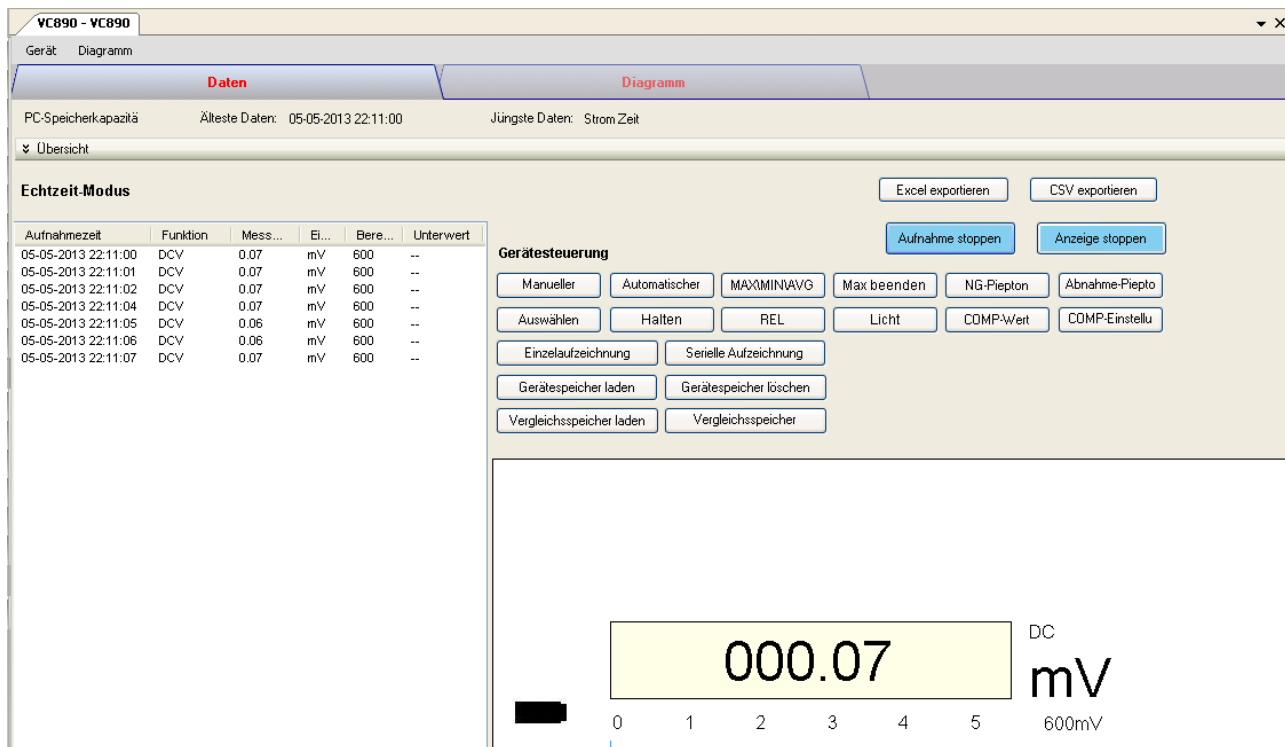 VC890 - VC890
Gerät Diagramm
Daten Diagramm
PC-Speicherkapazitä Älteste Daten: 05-05-2013 22:11:00 Jüngste Daten: Strom Zeit
Übersicht
Echtzeit-Modus
Excel exportieren CSV exportieren
Aufnahme stoppen Anzeige stoppen
Aufnahmezeit Funktion Mess... Ei... Bere... Unterwert
05-05-2013 22:11:00 DCV 0.07 mV 600 --
05-05-2013 22:11:01 DCV 0.07 mV 600 --
05-05-2013 22:11:02 DCV 0.07 mV 600 --
05-05-2013 22:11:04 DCV 0.07 mV 600 --
05-05-2013 22:11:05 DCV 0.06 mV 600 --
05-05-2013 22:11:06 DCV 0.06 mV 600 --
05-05-2013 22:11:07 DCV 0.07 mV 600 --
Gerätesteuerung
Manueller Automatischer MAX\MIN\AVG Max beenden NG-Piepton Abnahme-Piepto
Auswählen Halten REL Licht COMP-Wert COMP-Einstellu
Einzelaufzeichnung Serielle Aufzeichnung
Gerätespeicher laden Gerätespeicher löschen
Vergleichsspeicher laden Vergleichsspeicher
000.07
DC
mV
0 1 2 3 4 5 600mV